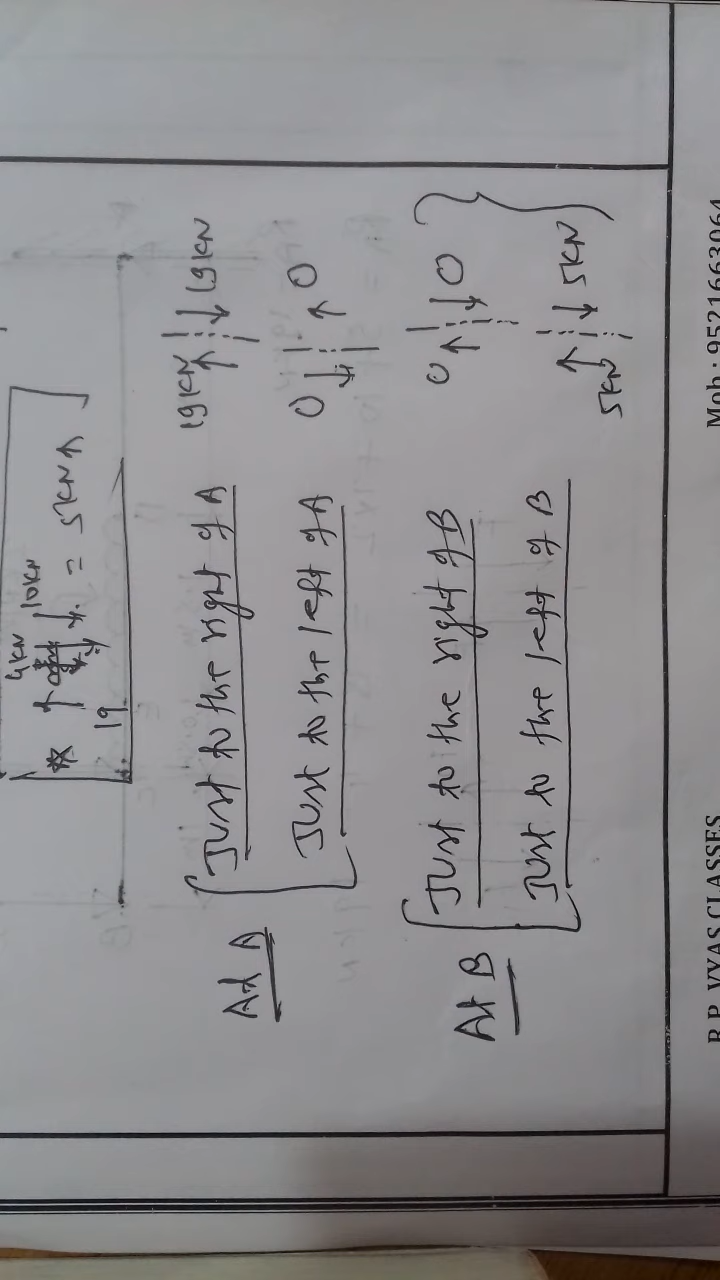 4KN 10KN
* ↑ ↓ = 5KN↑
19
At A
Just to the right of A 19KN ↑ ↓ 19KN
Just to the left of A 0 ↓ ↑ 0
At B
Just to the right of B 0 ↑ ↓ 0
Just to the left of B 5KN ↑ ↓ 5KN
R.P. VYAS CLASSES Mob : 9521663064